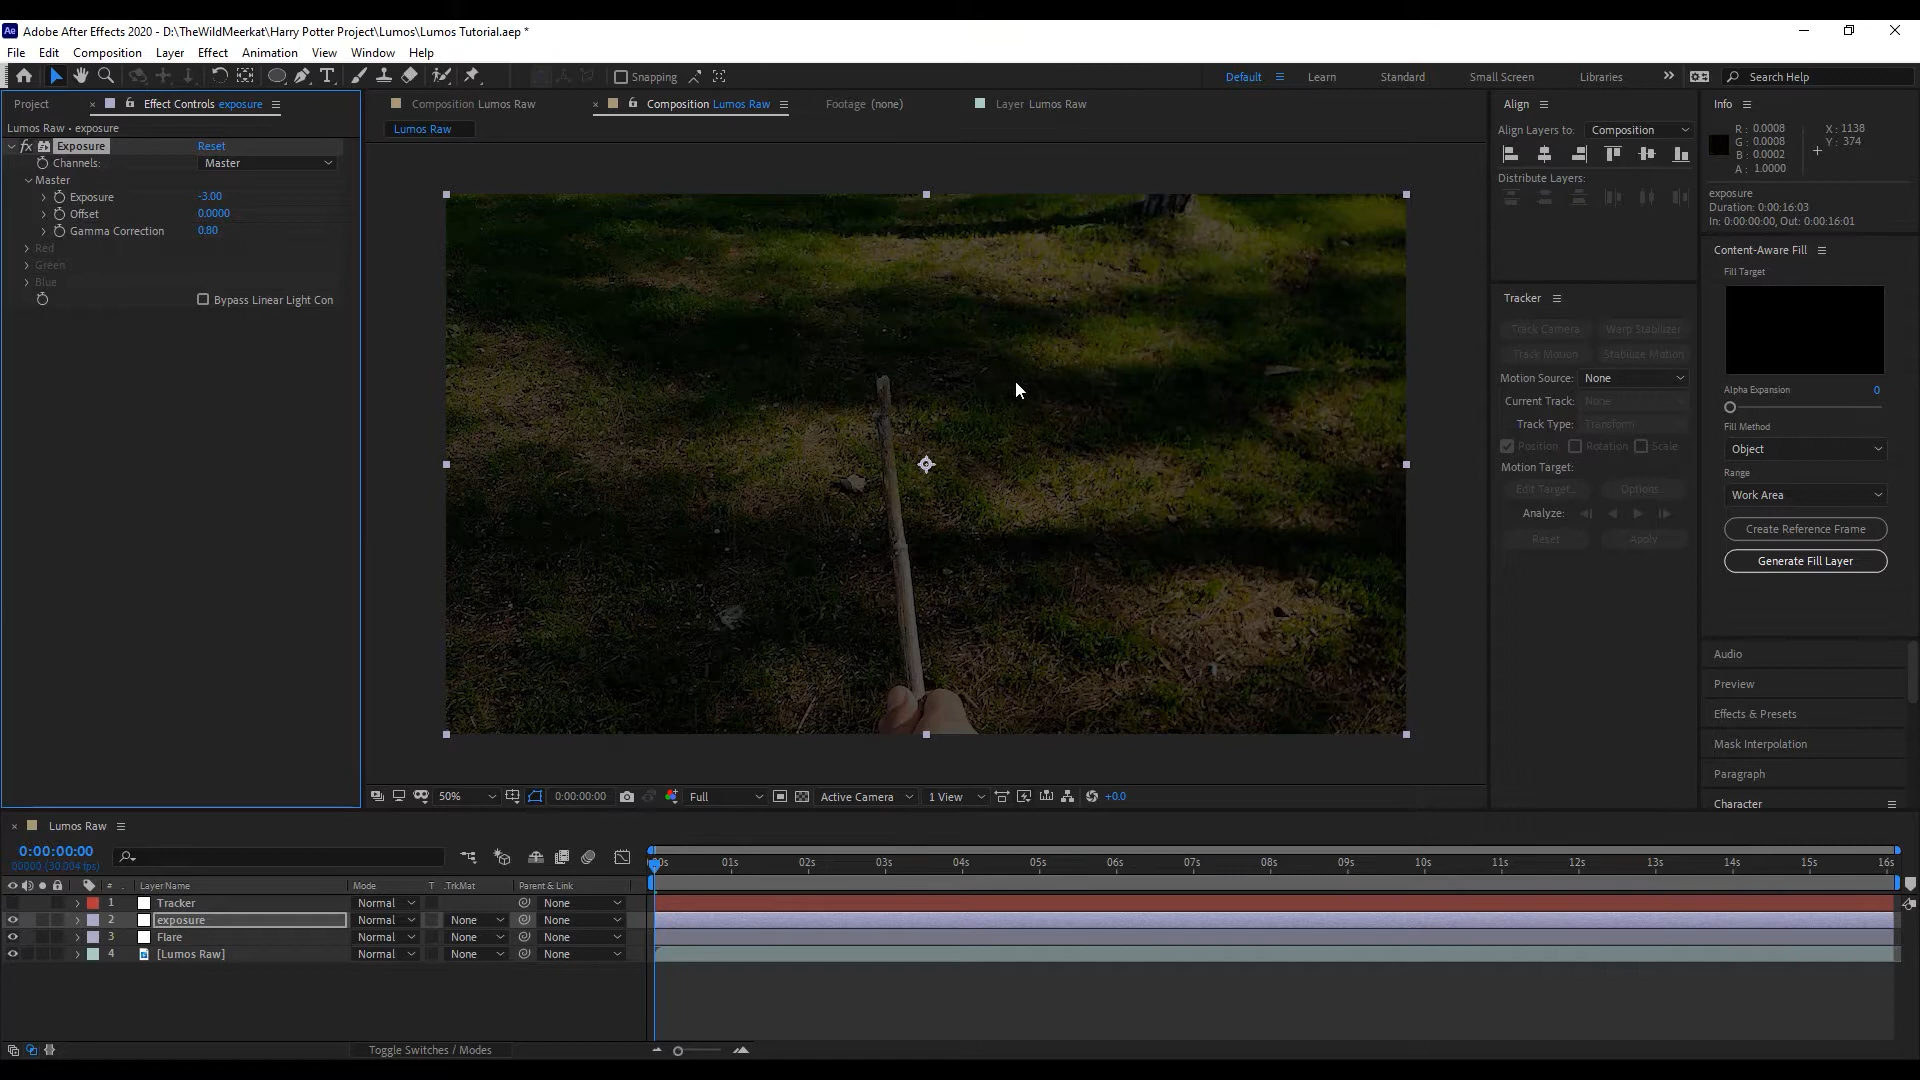 Ae Adobe After Effects 2020 - D:\TheWildMeerkat\Harry Potter Project\Lumos\Lumos Tutorial.aep *
File Edit Composition Layer Effect Animation View Window Help
Snapping Default Learn Standard Small Screen Libraries Search Help
Project Effect Controls exposure Composition Lumos Raw Composition Lumos Raw Footage (none) Layer Lumos Raw Align Info
Lumos Raw • exposure
Lumos Raw
Align Layers to: Composition
R: 0.0008 X: 1138
G: 0.0008 Y: 374
B: 0.0002
A: 1.0000
Distribute Layers:
exposure
Duration: 0:00:16:03
In: 0:00:00:00, Out: 0:00:16:01
fx Exposure Reset
Channels: Master
Master
Exposure -3.00
Offset 0.0000
Gamma Correction 0.80
Red
Green
Blue
Bypass Linear Light Con
Content-Aware Fill
Fill Target
Alpha Expansion 0
Fill Method
Object
Range
Work Area
Create Reference Frame
Generate Fill Layer
Tracker
Track Camera Warp Stabilizer
Track Motion Stabilize Motion
Motion Source: None
Current Track: None
Track Type: Transform
Position Rotation Scale
Motion Target:
Edit Target... Options...
Analyze:
Reset Apply
Audio
Preview
Effects & Presets
Mask Interpolation
Paragraph
Character
50% 0:00:00:00 Full Active Camera 1 View +0.0
Lumos Raw
0:00:00:00
00000 (30.004 fps)
:00s 01s 02s 03s 04s 05s 06s 07s 08s 09s 10s 11s 12s 13s 14s 15s 16s
# Layer Name Mode T .TrkMat Parent & Link
1 Tracker Normal None
2 exposure Normal None None
3 Flare Normal None None
4 [Lumos Raw] Normal None None
Toggle Switches / Modes